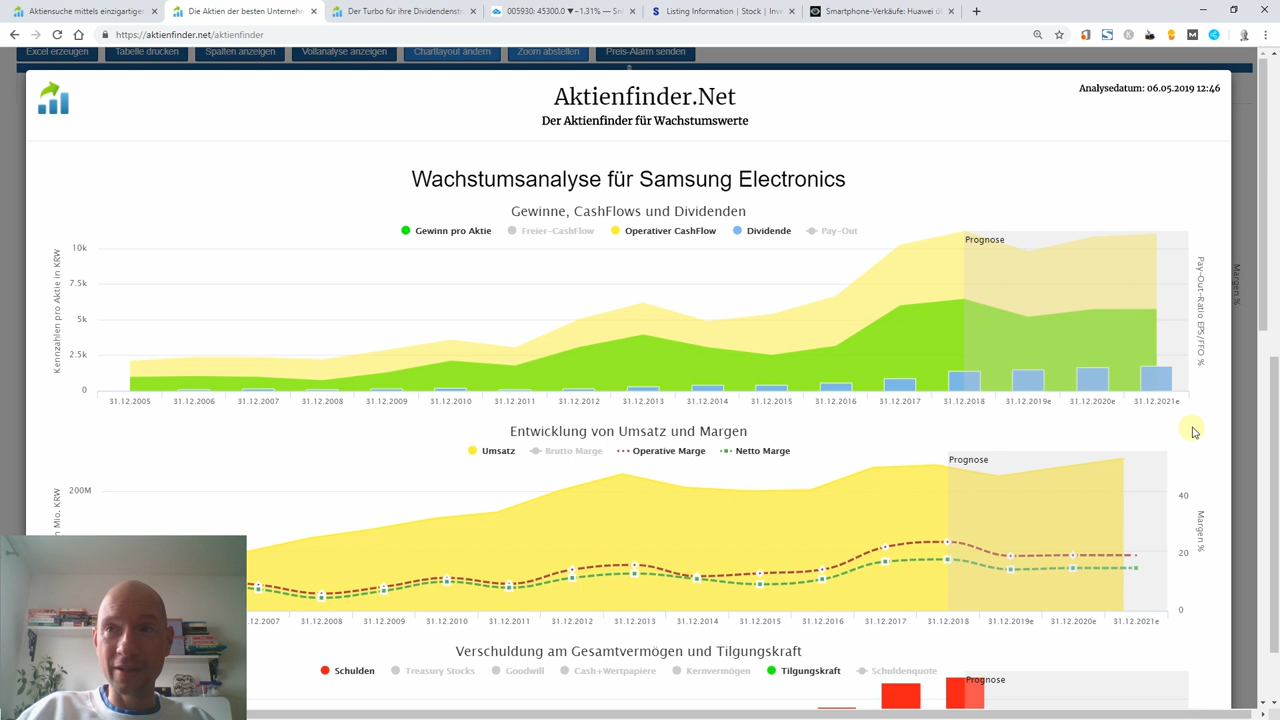 Aktiensuche mittels einzigartiger
Die Aktien der besten Unternehm
Der Turbo für ihre Dividendenstr
005930: 45300.0 ▼−1.31% — Sn
Listing Information | Stock | Inve
Smartphone-Verkäufe: Huawei ü
https://aktienfinder.net/aktienfinder
Excel erzeugen
Tabelle drucken
Spalten anzeigen
Vollanalyse anzeigen
Chartlayout ändern
Zoom abstellen
Preis-Alarm senden
Aktienfinder.Net
Analysedatum: 06.05.2019 12:46
Der Aktienfinder für Wachstumswerte
Wachstumsanalyse für Samsung Electronics
Gewinne, CashFlows und Dividenden
Gewinn pro Aktie Freier-CashFlow Operativer CashFlow Dividende Pay-Out
Kennzahlen pro Aktie in KRW
10k
7.5k
5k
2.5k
0
Prognose
Pay-Out-Ratio EPS/FFO %
Margen %
31.12.2005 31.12.2006 31.12.2007 31.12.2008 31.12.2009 31.12.2010 31.12.2011 31.12.2012 31.12.2013 31.12.2014 31.12.2015 31.12.2016 31.12.2017 31.12.2018 31.12.2019e 31.12.2020e 31.12.2021e
Entwicklung von Umsatz und Margen
Umsatz Brutto Marge Operative Marge Netto Marge
Prognose
200M
n Mio. KRW
40
20
0
Margen %
.12.2007 31.12.2008 31.12.2009 31.12.2010 31.12.2011 31.12.2012 31.12.2013 31.12.2014 31.12.2015 31.12.2016 31.12.2017 31.12.2018 31.12.2019e 31.12.2020e 31.12.2021e
Verschuldung am Gesamtvermögen und Tilgungskraft
Schulden Treasury Stocks Goodwill Cash+Wertpapiere Kernvermögen Tilgungskraft Schuldenquote
Prognose